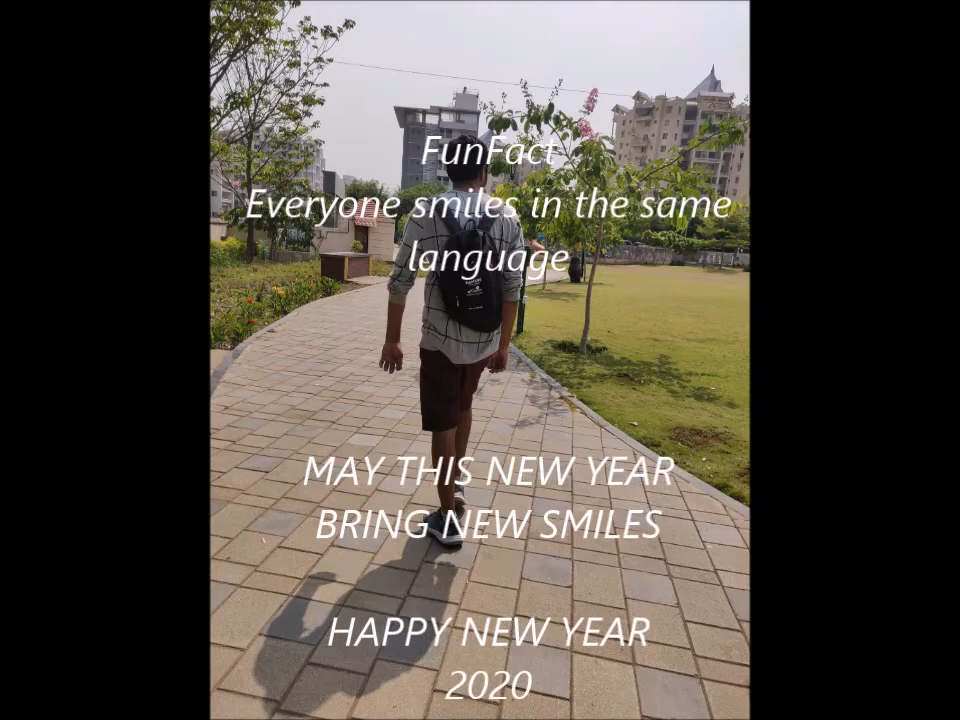 FunFact
Everyone smiles in the same
language
MAY THIS NEW YEAR
BRING NEW SMILES
HAPPY NEW YEAR
2020